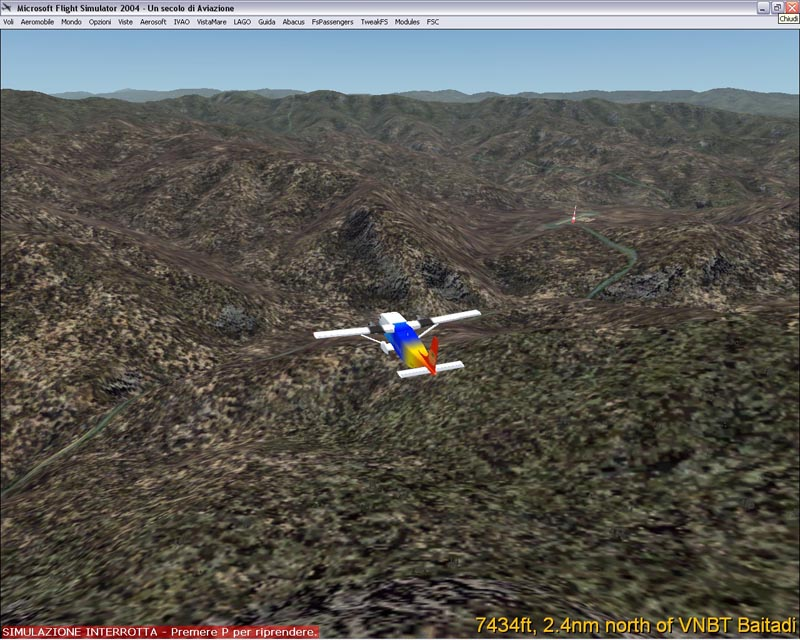 Microsoft Flight Simulator 2004 - Un secolo di Aviazione
Voli Aeromobile Mondo Opzioni Viste Aerosoft IVAO VistaMare LAGO Guida Abacus FsPassengers TweakFS Modules FSC
Chiudi
SIMULAZIONE INTERROTTA - Premere P per riprendere.
7434ft, 2.4nm north of VNBT Baitadi